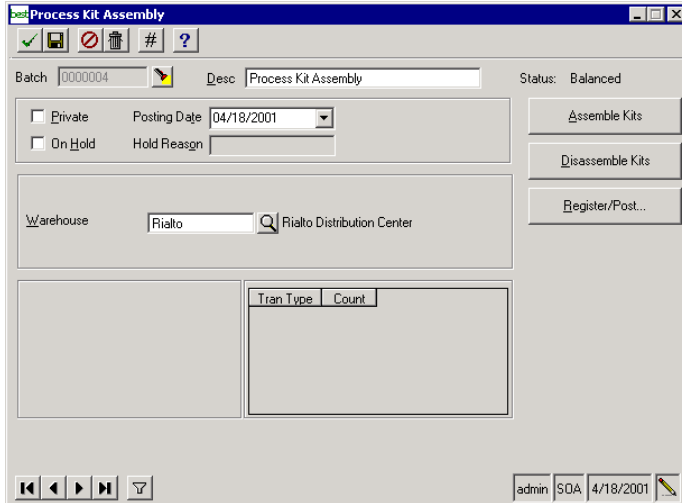 best Process Kit Assembly
# ?
Batch 0000004 Desc Process Kit Assembly Status: Balanced
Private Posting Date 04/18/2001 Assemble Kits
On Hold Hold Reason Disassemble Kits
Register/Post...
Warehouse Rialto Rialto Distribution Center
Tran Type Count
admin SOA 4/18/2001